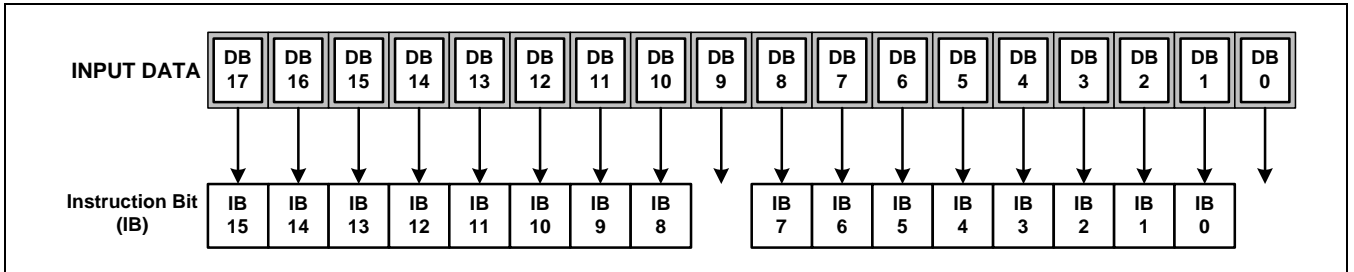 INPUT DATA
DB DB DB DB DB DB DB DB DB DB DB DB DB DB DB DB DB DB
17 16 15 14 13 12 11 10 9 8 7 6 5 4 3 2 1 0
Instruction Bit
(IB)
IB IB IB IB IB IB IB IB IB IB IB IB IB IB IB IB
15 14 13 12 11 10 9 8 7 6 5 4 3 2 1 0